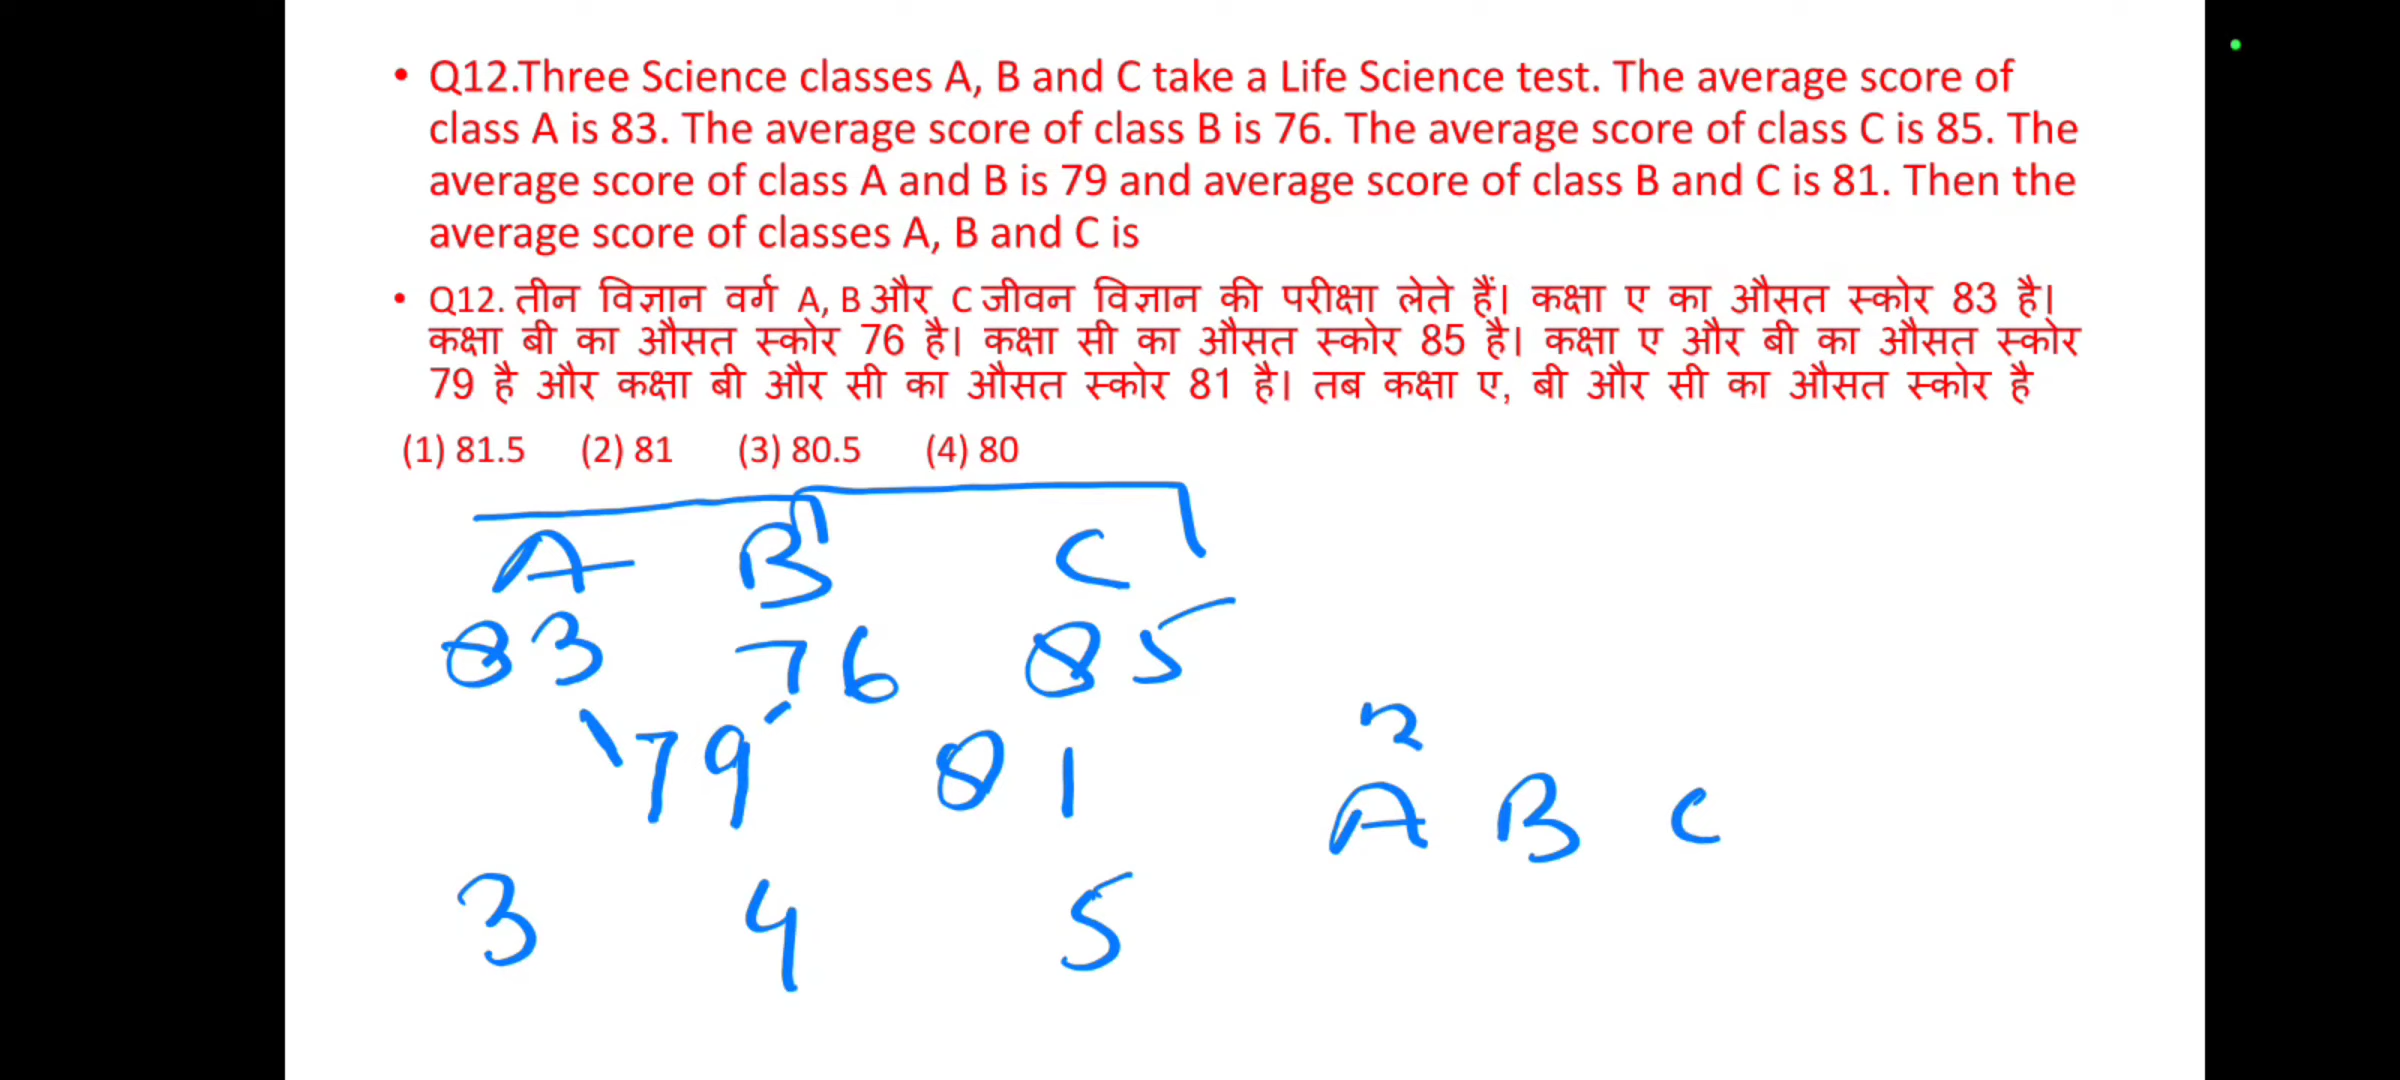 • Q12.Three Science classes A, B and C take a Life Science test. The average score of
class A is 83. The average score of class B is 76. The average score of class C is 85. The
average score of class A and B is 79 and average score of class B and C is 81. Then the
average score of classes A, B and C is
• Q12. तीन विज्ञान वर्ग A, B और C जीवन विज्ञान की परीक्षा लेते हैं। कक्षा ए का औसत स्कोर 83 है।
कक्षा बी का औसत स्कोर 76 है। कक्षा सी का औसत स्कोर 85 है। कक्षा ए और बी का औसत स्कोर
79 है और कक्षा बी और सी का औसत स्कोर 81 है। तब कक्षा ए, बी और सी का औसत स्कोर है
(1) 81.5 (2) 81 (3) 80.5 (4) 80
A B C
83 76 85
79 81
A B C
3 4 5